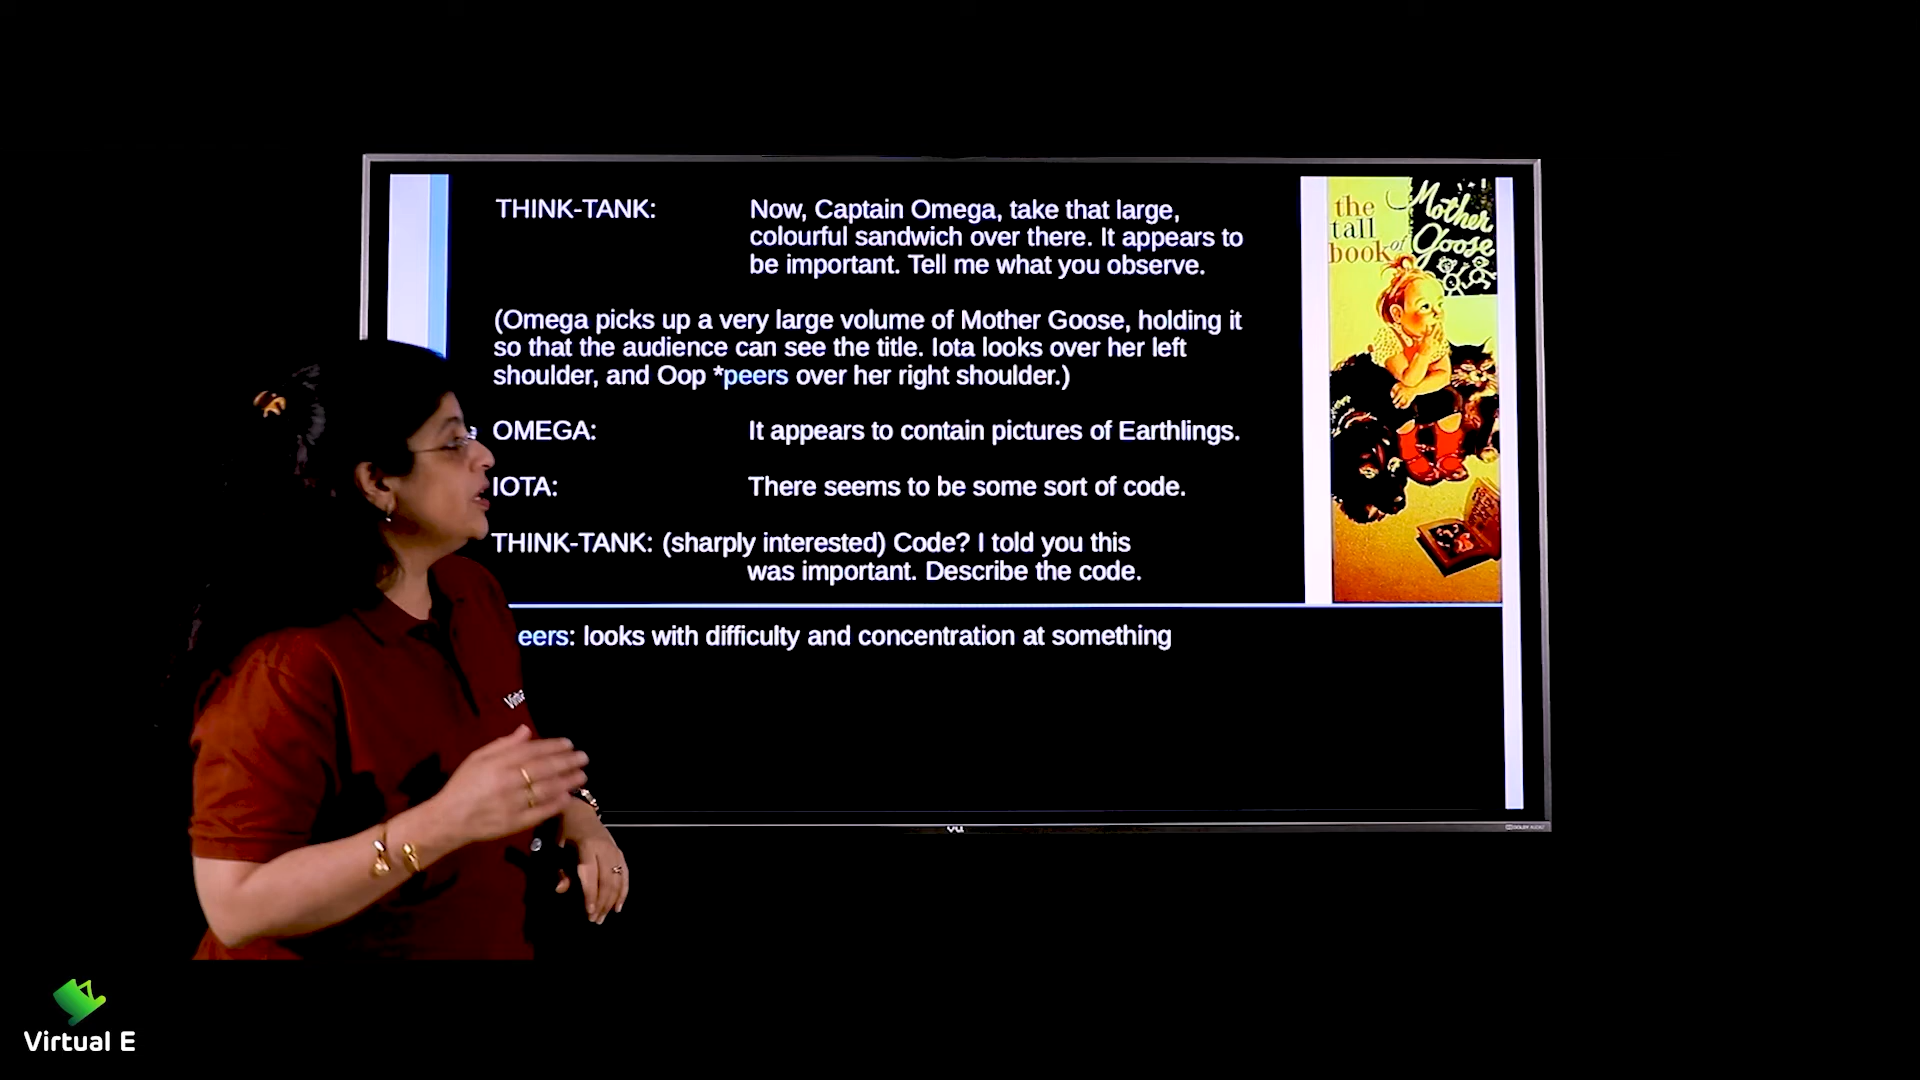 THINK-TANK: Now, Captain Omega, take that large,
colourful sandwich over there. It appears to
be important. Tell me what you observe.
(Omega picks up a very large volume of Mother Goose, holding it
so that the audience can see the title. Iota looks over her left
shoulder, and Oop *peers over her right shoulder.)
OMEGA: It appears to contain pictures of Earthlings.
IOTA: There seems to be some sort of code.
THINK-TANK: (sharply interested) Code? I told you this
was important. Describe the code.
eers: looks with difficulty and concentration at something
the
tall
book of
Mother
Goose
Virtual E